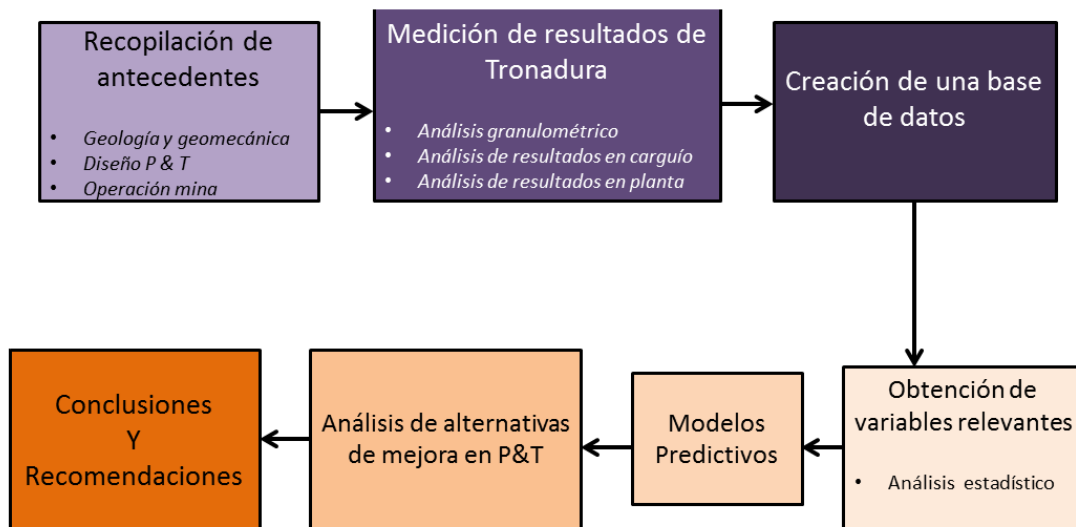 Recopilación de
antecedentes
• Geología y geomecánica
• Diseño P & T
• Operación mina
Medición de resultados de
Tronadura
• Análisis granulométrico
• Análisis de resultados en carguío
• Análisis de resultados en planta
Creación de una base
de datos
Obtención de
variables relevantes
• Análisis estadístico
Modelos
Predictivos
Análisis de alternativas
de mejora en P&T
Conclusiones
Y
Recomendaciones